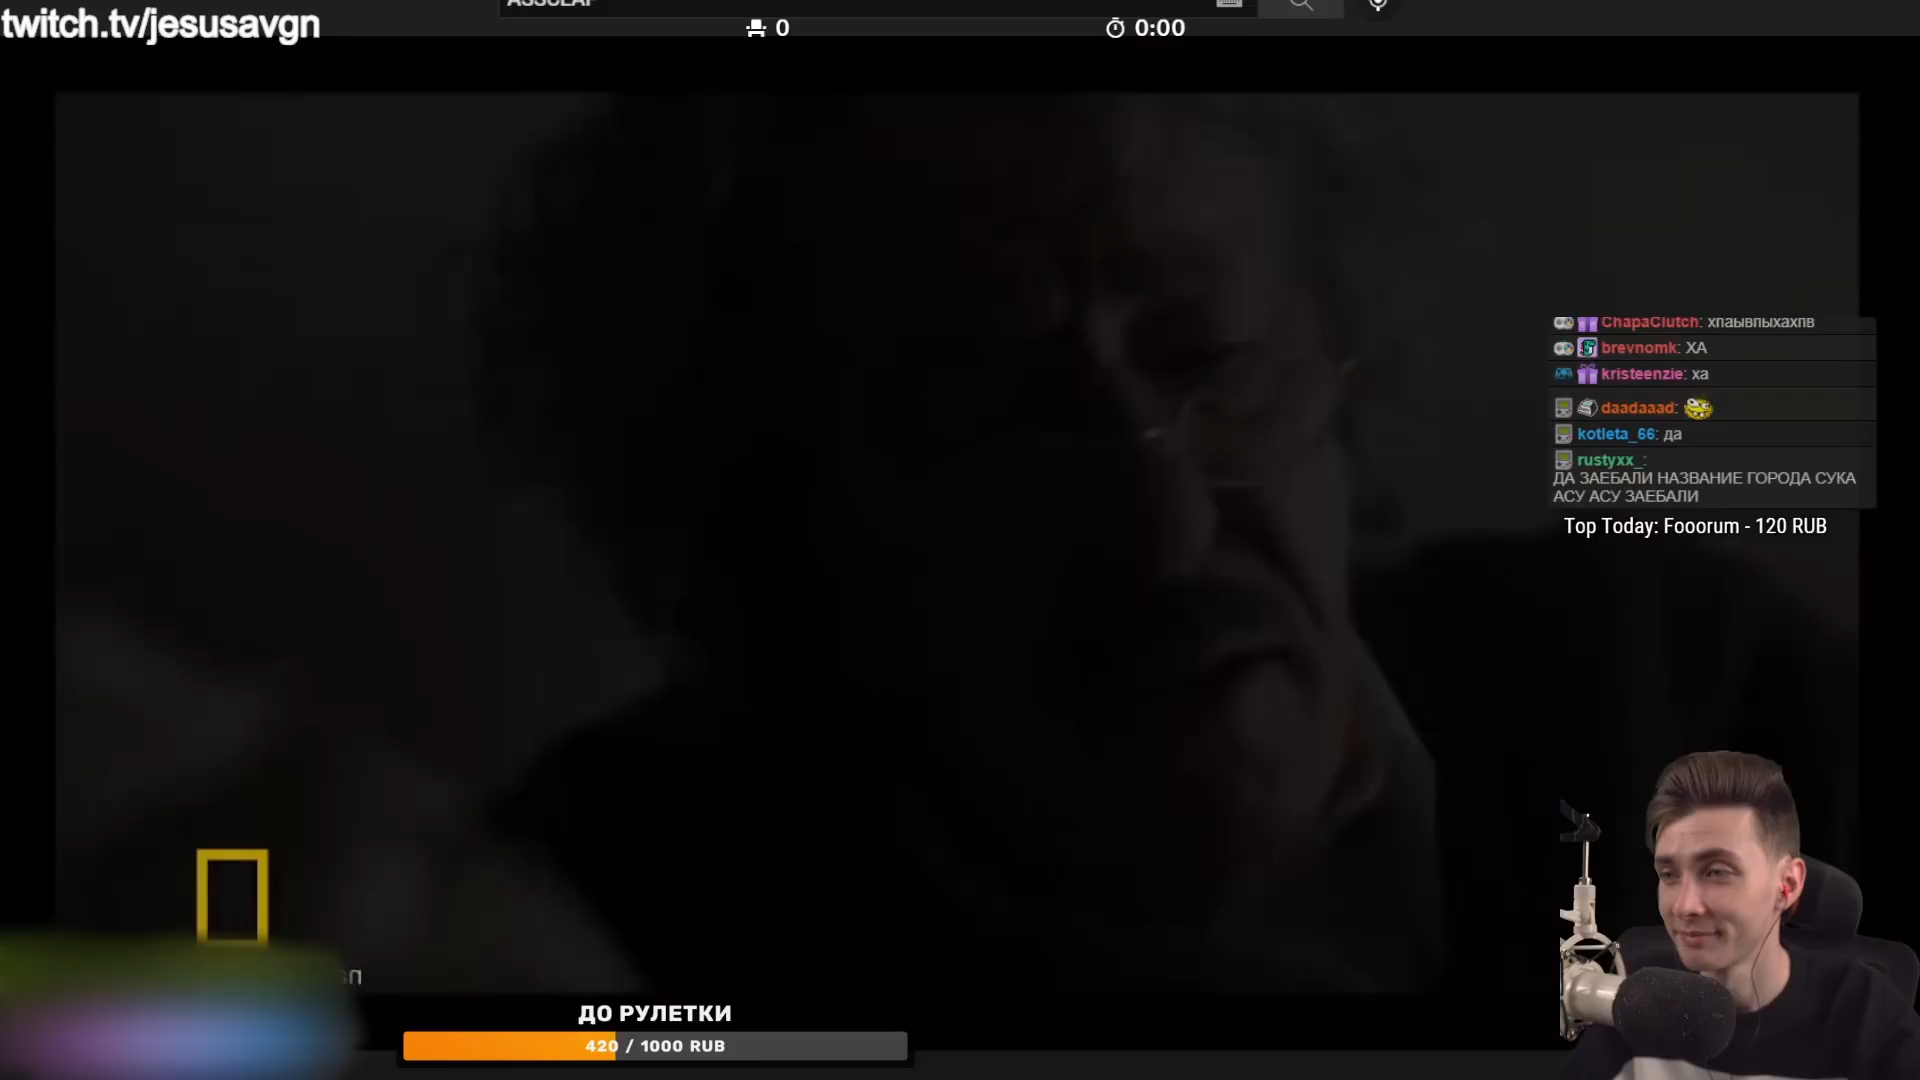 twitch.tv/jesusavgn
0
0:00
ChapaClutch: хпаывпыхахпв
brevnomk: ХА
kristeenzie: ха
daadaaad:
kotleta_66: да
rustyxx_:
ДА ЗАЕБАЛИ НАЗВАНИЕ ГОРОДА СУКА
АСУ АСУ ЗАЕБАЛИ
Top Today: Fooorum - 120 RUB
ДО РУЛЕТКИ
420 / 1000 RUB